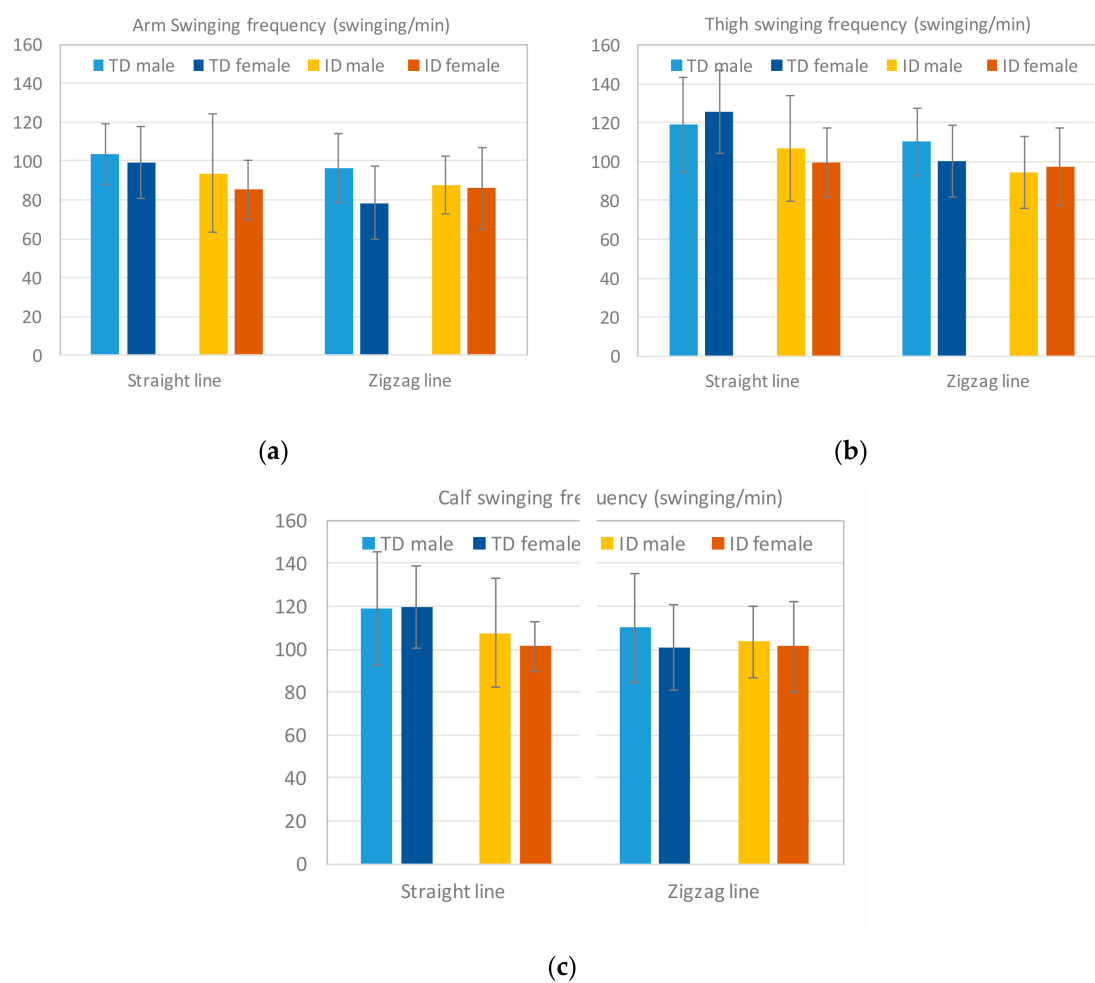 Arm Swinging frequency (swinging/min)
160
TD male TD female ID male ID female
140
120
100
80
60
40
20
0
Straight line Zigzag line
(a)
Thigh swinging frequency (swinging/min)
160
TD male TD female ID male ID female
140
120
100
80
60
40
20
0
Straight line Zigzag line
(b)
Calf swinging fre uency (swinging/min)
160
TD male TD female ID male ID female
140
120
100
80
60
40
20
0
Straight line Zigzag line
(c)